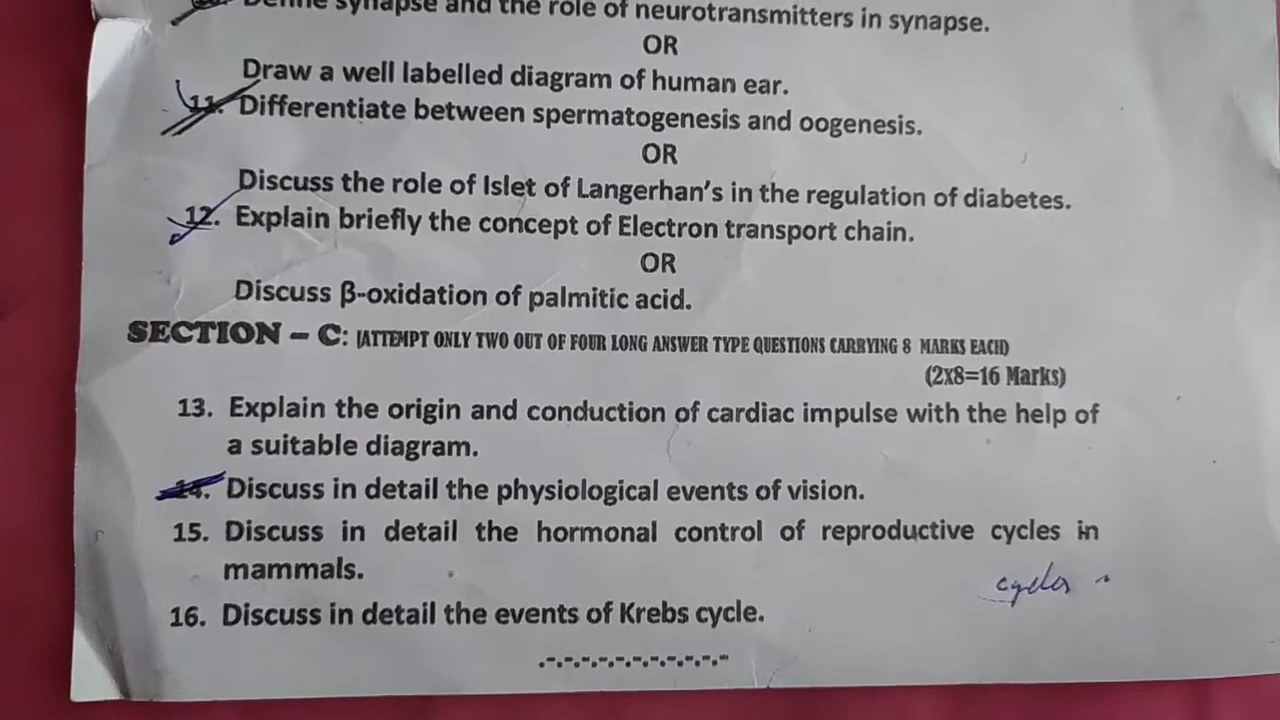 Define synapse and the role of neurotransmitters in synapse.
OR
Draw a well labelled diagram of human ear.
11. Differentiate between spermatogenesis and oogenesis.
OR
Discuss the role of Islet of Langerhan's in the regulation of diabetes.
12. Explain briefly the concept of Electron transport chain.
OR
Discuss β-oxidation of palmitic acid.
SECTION – C: [ATTEMPT ONLY TWO OUT OF FOUR LONG ANSWER TYPE QUESTIONS CARRYING 8 MARKS EACH)
(2x8=16 Marks)
13. Explain the origin and conduction of cardiac impulse with the help of
a suitable diagram.
14. Discuss in detail the physiological events of vision.
15. Discuss in detail the hormonal control of reproductive cycles in
mammals.
cycles
16. Discuss in detail the events of Krebs cycle.
.-.-.-.-.-.-.-.-.-.-.-